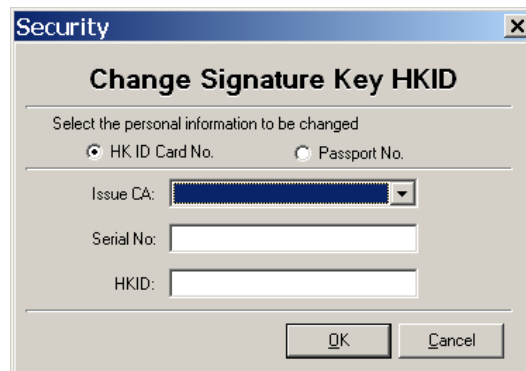 Security
Change Signature Key HKID
Select the personal information to be changed
HK ID Card No. Passport No.
Issue CA:
Serial No:
HKID:
OK Cancel